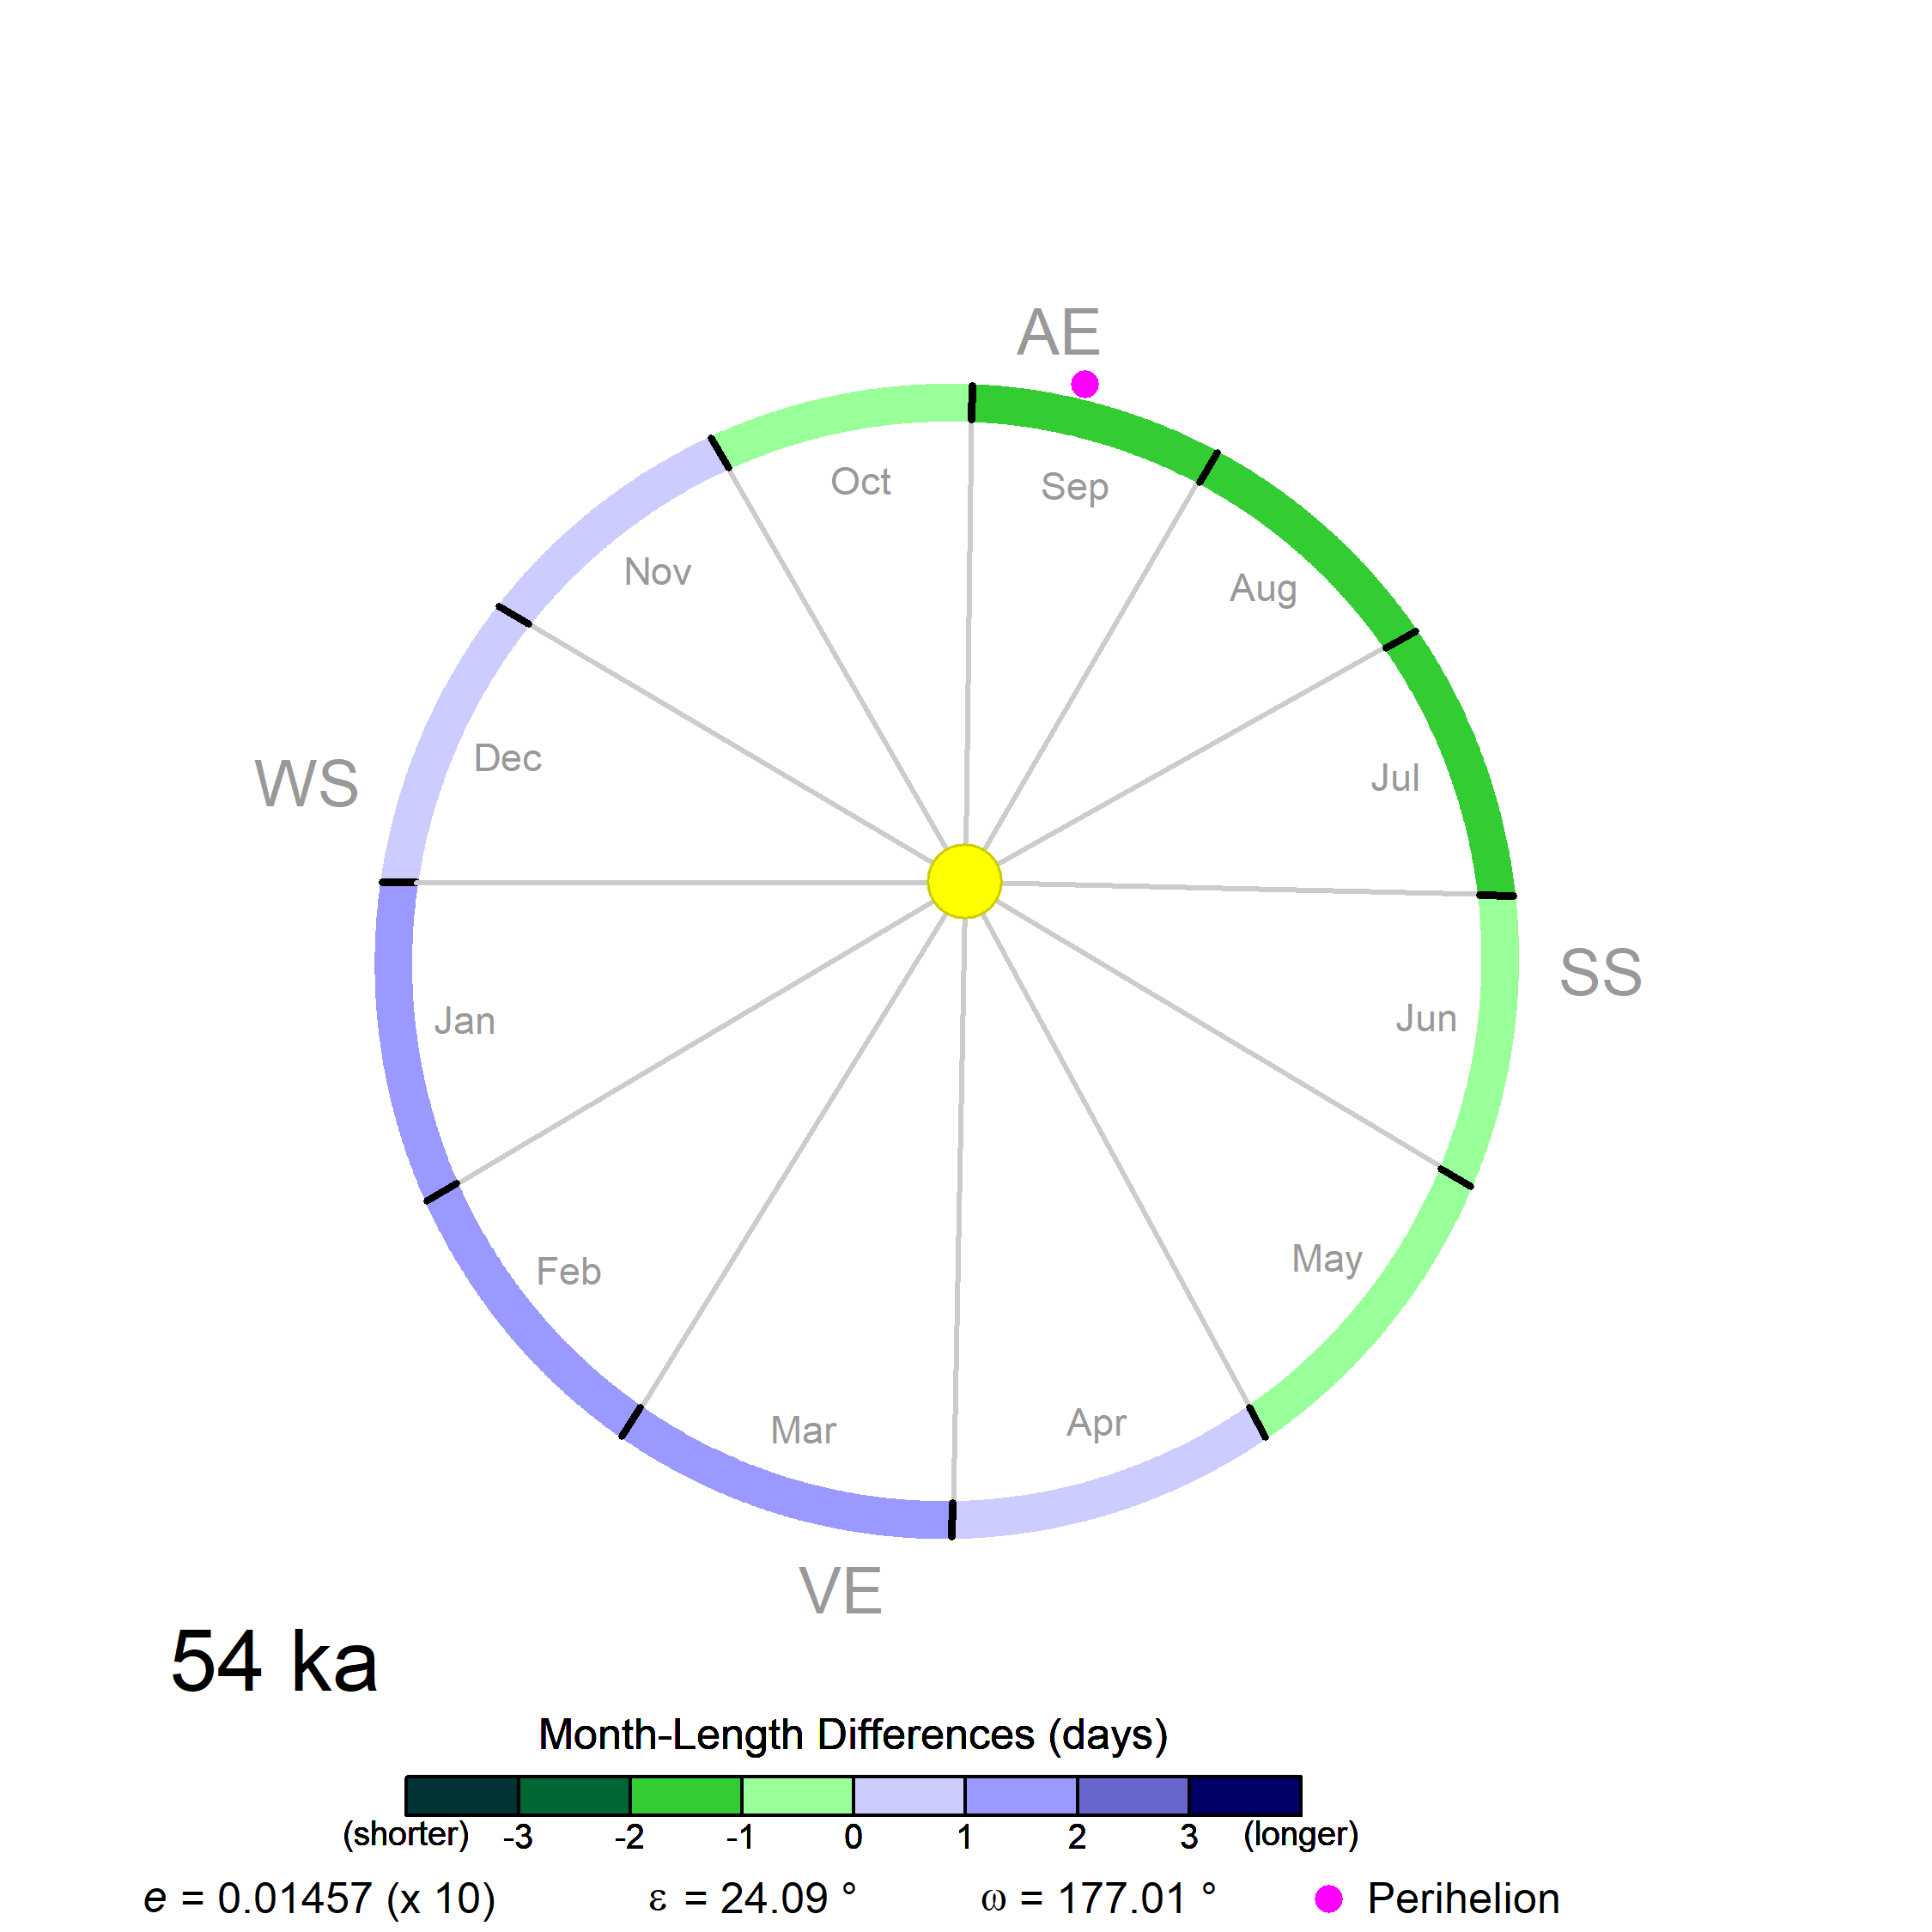 AE
Oct
Sep
Nov
Aug
WS
Dec
Jul
SS
Jan
Jun
Feb
May
Mar
Apr
VE
54 ka
Month-Length Differences (days)
(shorter) -3 -2 -1 0 1 2 3 (longer)
e = 0.01457 (x 10) ε = 24.09 ° ω = 177.01 ° Perihelion